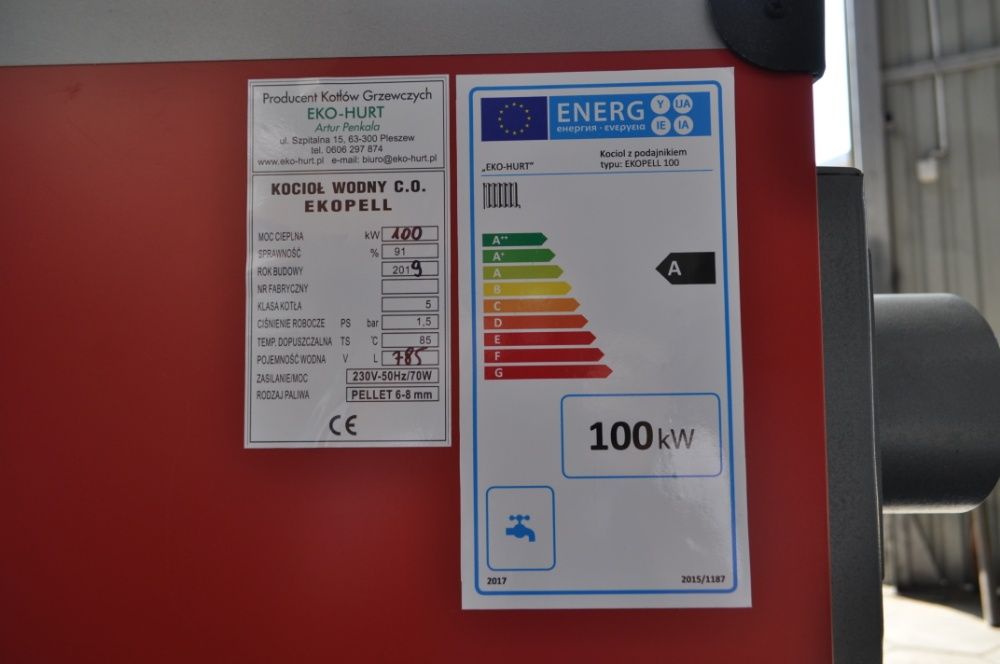 Producent Kotłów Grzewczych
EKO-HURT
Artur Penkala
ul. Szpitalna 15, 63-300 Pleszew
tel. 0606 297 874
www.eko-hurt.pl e-mail: biuro@eko-hurt.pl
KOCIOŁ WODNY C.O.
EKOPELL
MOC CIEPLNA kW 100
SPRAWNOŚĆ % 91
ROK BUDOWY 2019
NR FABRYCZNY
KLASA KOTŁA 5
CIŚNIENIE ROBOCZE PS bar 1,5
TEMP. DOPUSZCZALNA TS °C 85
POJEMNOŚĆ WODNA V L 785
ZASILANIE/MOC 230V-50Hz/70W
RODZAJ PALIWA PELLET 6-8 mm
CE
ENERG Y UA
енергия · ενεργεια IE IA
„EKO-HURT" Kocioł z podajnikiem
typu: EKOPELL 100
A++
A+
A
B
C
D
E
F
G
A
100 kW
2017 2015/1187